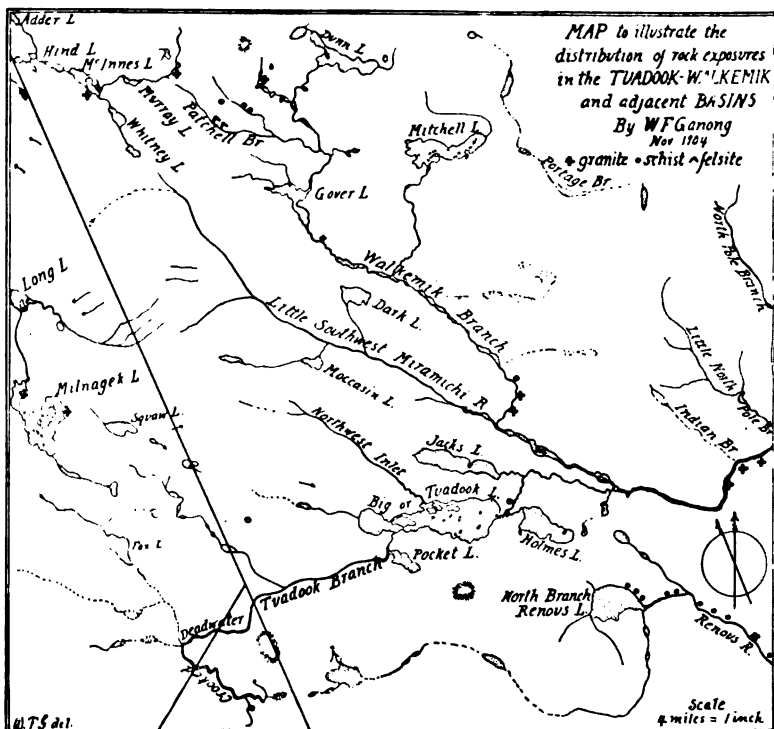 MAP to illustrate the
distribution of rock exposures
in the TUADOOK-WALKEMIK
and adjacent BASINS
By WFGanong
Nov 1904
granite schist felsite
Adder L
Hind L
McInnes L
Murray L
Patchell Br
Whitney L
Dunn L
Mitchell L
Gover L
Portage Br
North Pole Branch
Long L
Walkemik Branch
Dark L.
Little Southwest Miramichi R
Moccasin L.
Little North Pole Br
Indian Br
Milnagek L
Squaw L
Northwest Inlet
Jacks L.
Big or Tuadook L.
Holmes L.
Pocket L.
Fox L
Tuadook Branch
Deadwater
Crooked
North Branch
Renous L.
Renous R.
Scale
4 miles = 1 inch
W.F.G del.